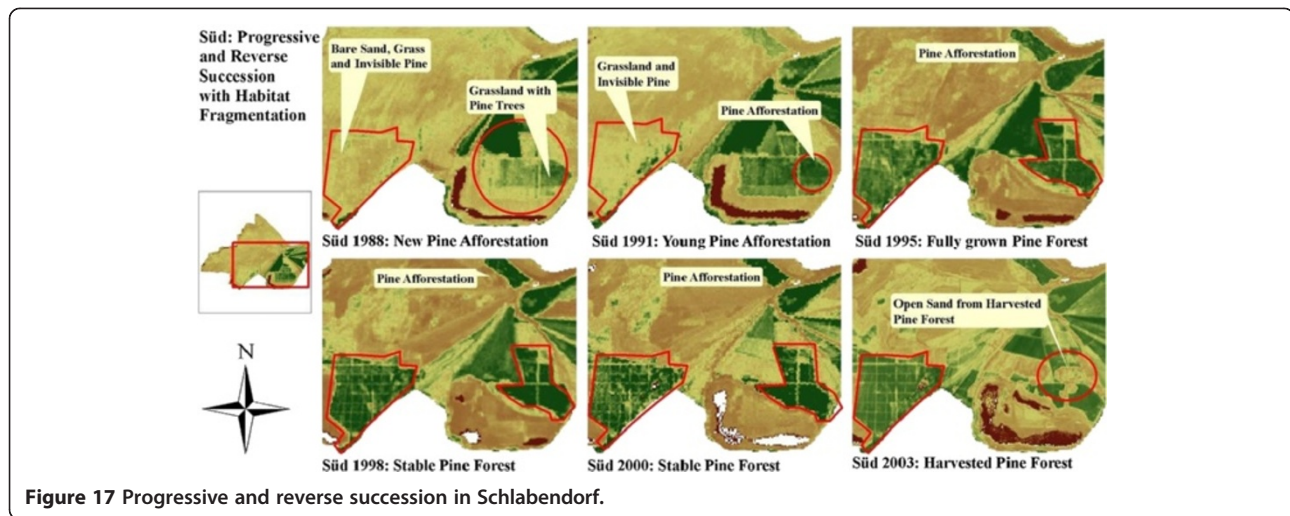 Süd: Progressive
and Reverse
Succession
with Habitat
Fragmentation
N
Bare Sand, Grass
and Invisible Pine
Grassland with
Pine Trees
Süd 1988: New Pine Afforestation
Grassland and
Invisible Pine
Pine Afforestation
Süd 1991: Young Pine Afforestation
Pine Afforestation
Süd 1995: Fully grown Pine Forest
Pine Afforestation
Süd 1998: Stable Pine Forest
Pine Afforestation
Süd 2000: Stable Pine Forest
Open Sand from Harvested
Pine Forest
Süd 2003: Harvested Pine Forest
Figure 17 Progressive and reverse succession in Schlabendorf.